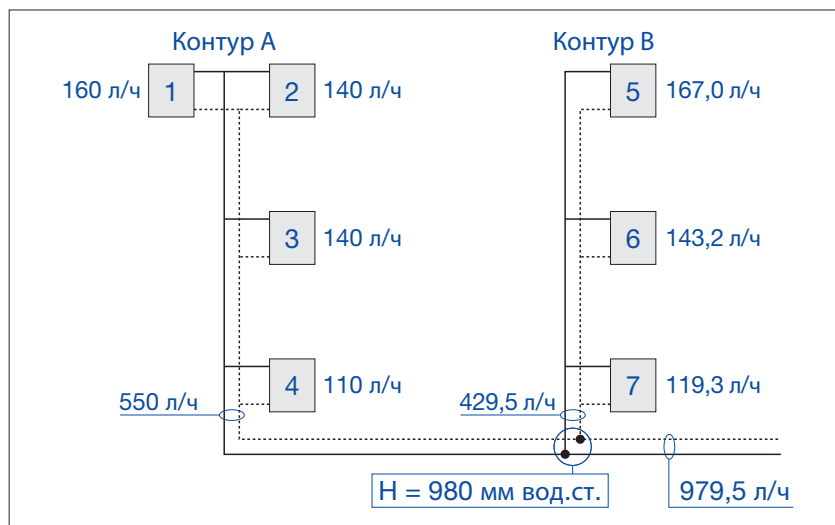 Контур А
Контур В
160 л/ч
1
2
140 л/ч
5
167,0 л/ч
3
140 л/ч
6
143,2 л/ч
4
110 л/ч
7
119,3 л/ч
550 л/ч
429,5 л/ч
H = 980 мм вод.ст.
979,5 л/ч